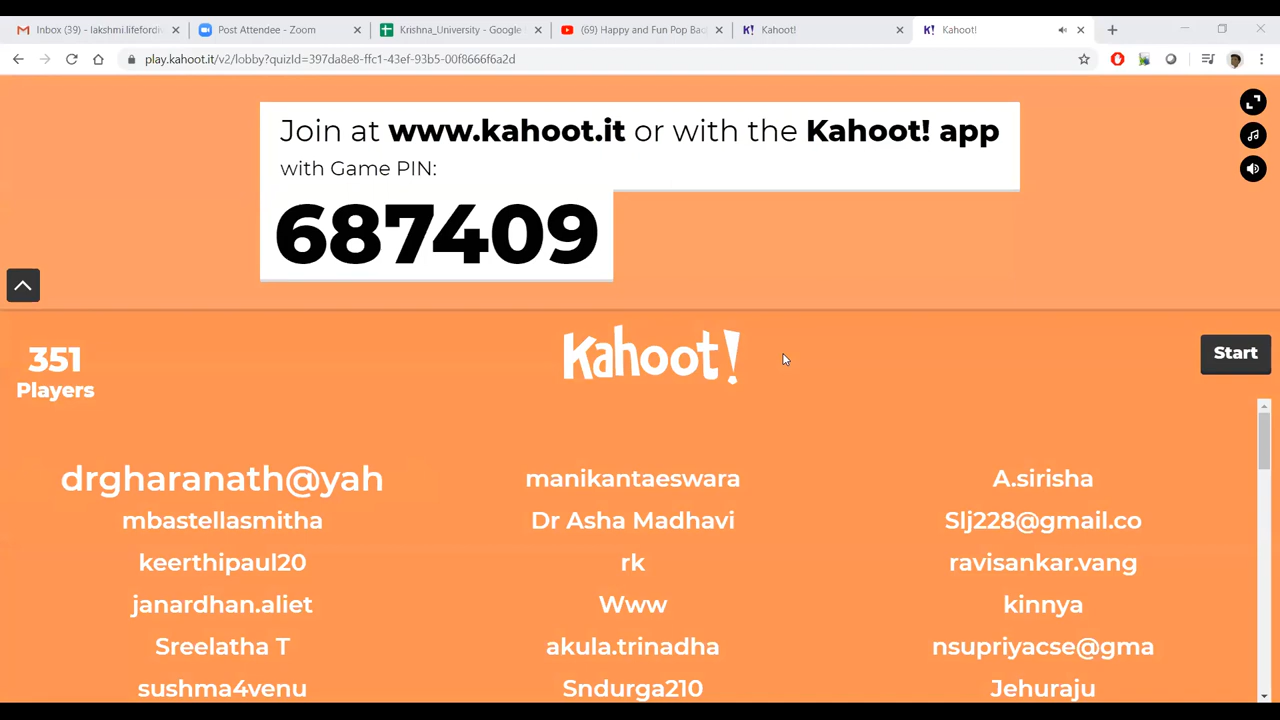 Inbox (39) - lakshmi.lifeford
Post Attendee - Zoom
Krishna_University - Google
(69) Happy and Fun Pop Bac
Kahoot!
Kahoot!
play.kahoot.it/v2/lobby?quizId=397da8e8-ffc1-43ef-93b5-00f8666f6a2d
Join at www.kahoot.it or with the Kahoot! app
with Game PIN:
687409
351
Players
Kahoot!
Start
drgharanath@yah
manikantaeswara
A.sirisha
mbastellasmitha
Dr Asha Madhavi
Slj228@gmail.co
keerthipaul20
rk
ravisankar.vang
janardhan.aliet
Www
kinnya
Sreelatha T
akula.trinadha
nsupriyacse@gma
sushma4venu
Sndurga210
Jehuraju